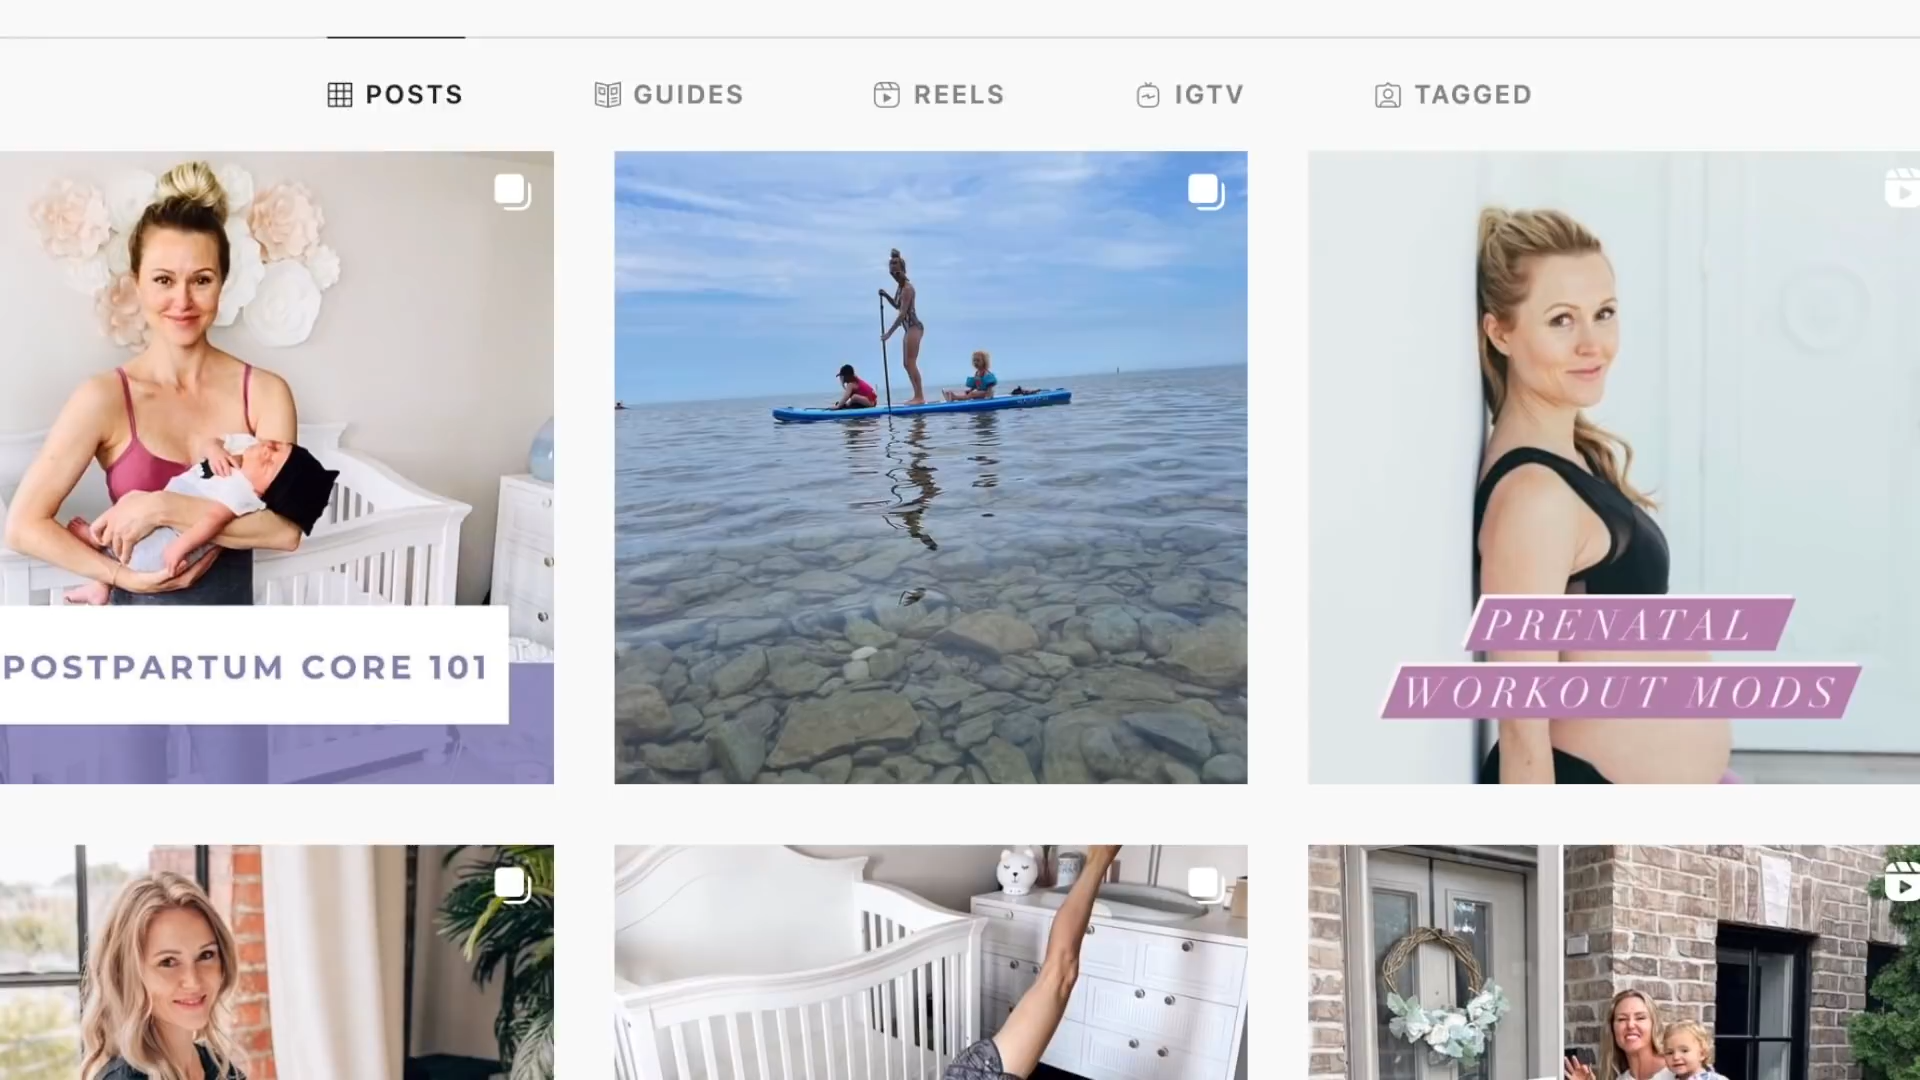 POSTS
GUIDES
REELS
IGTV
TAGGED
POSTPARTUM CORE 101
PRENATAL
WORKOUT MODS